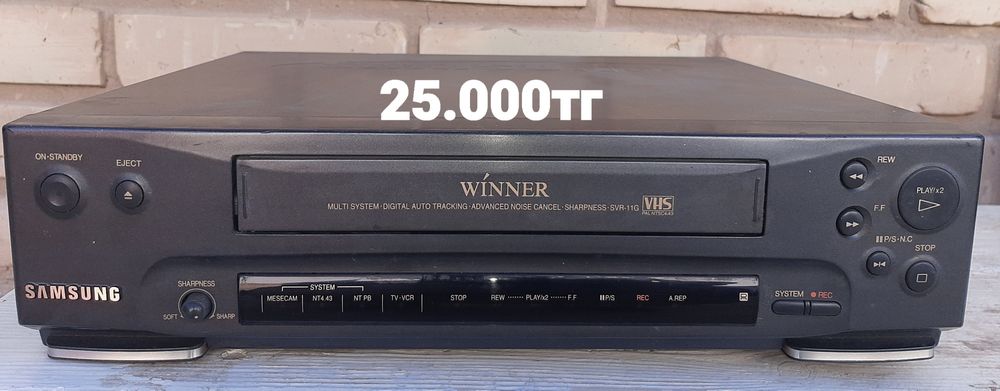 25.000тг
ON•STANDBY
EJECT
WINNER
MULTI SYSTEM•DIGITAL AUTO TRACKING•ADVANCED NOISE CANCEL•SHARPNESS•SVR-11G
VHS
PAL NTSC4.43
REW
F.F
PLAY/x2
P/S•N.C
STOP
SAMSUNG
SHARPNESS
SOFT
SHARP
SYSTEM
MESECAM NT4.43 NT PB TV•VCR STOP REW PLAY/x2 F.F P/S REC A.REP
SYSTEM
REC